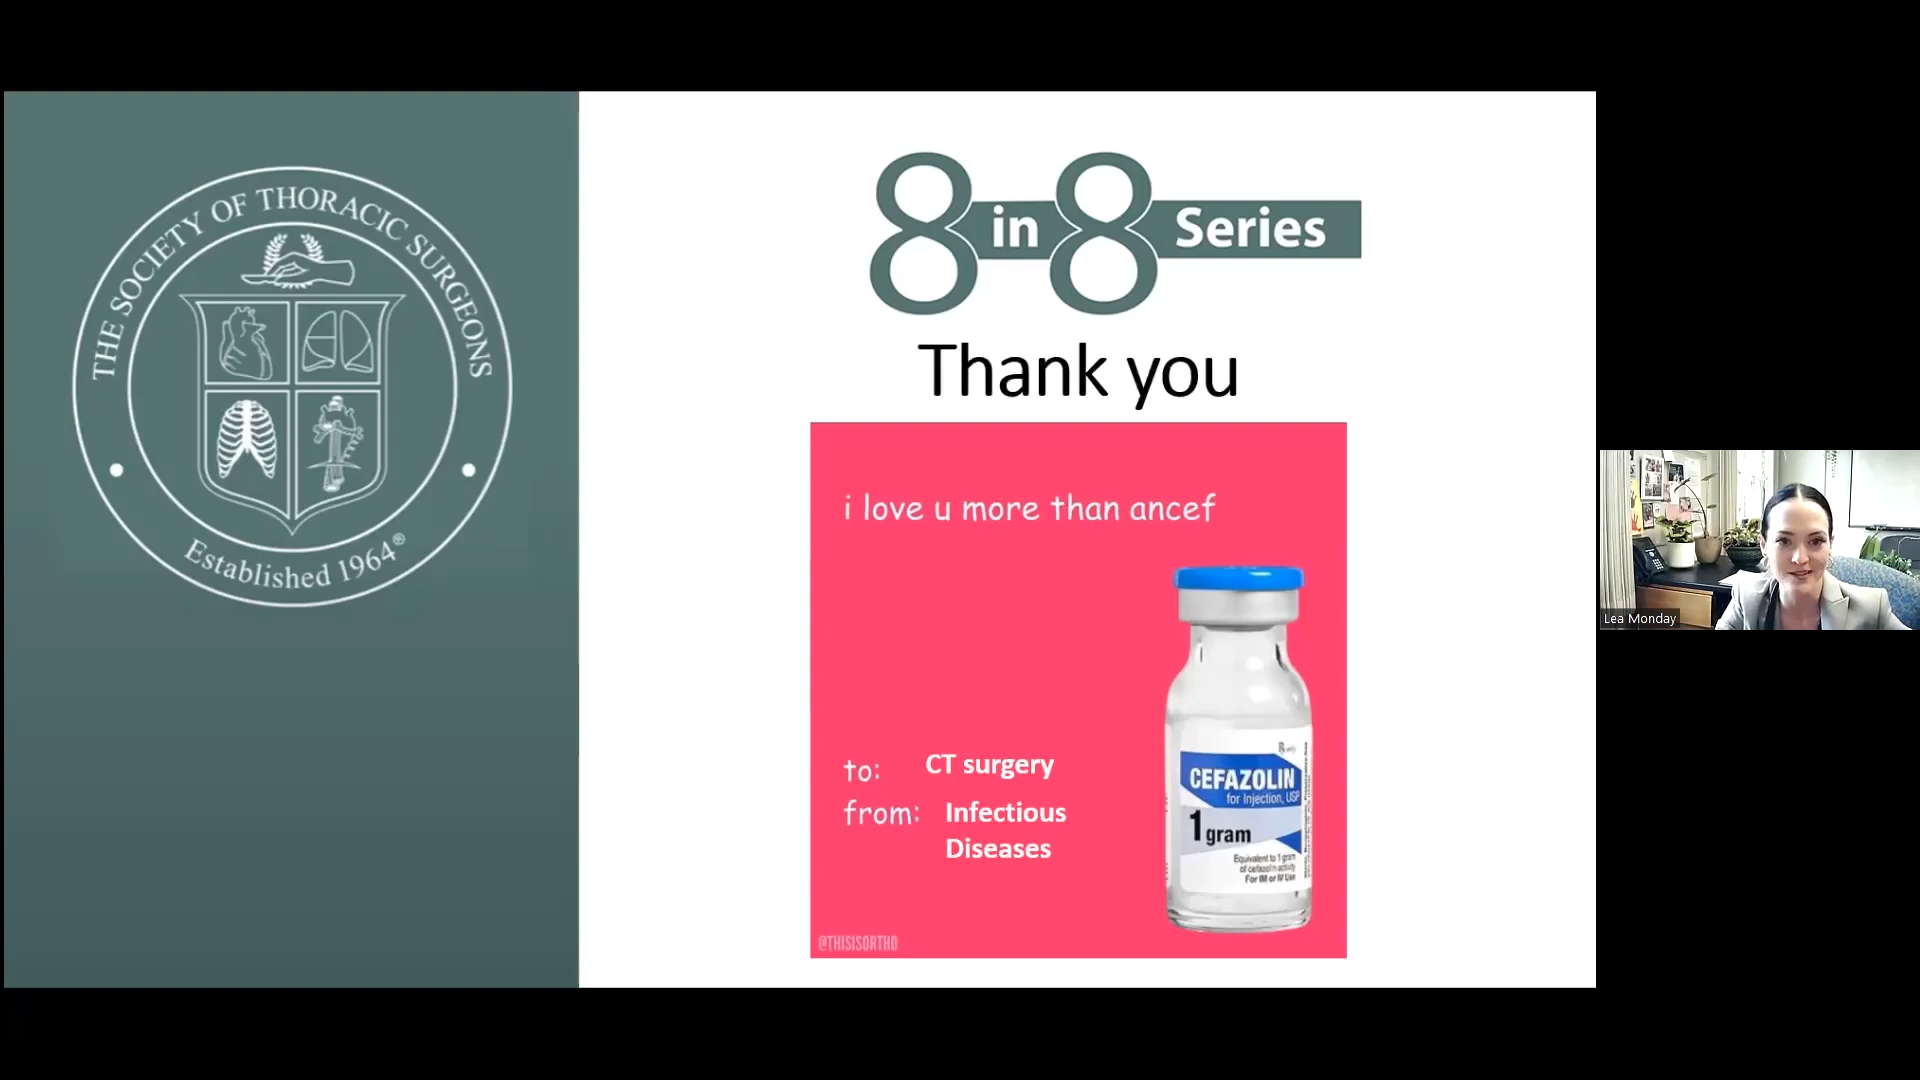 THE SOCIETY OF THORACIC SURGEONS
Established 1964®
8 in 8 Series
Thank you
i love u more than ancef
to: CT surgery
from: Infectious
Diseases
CEFAZOLIN
for Injection, USP
1 gram
Equivalent to 1 gram
of cefazolin activity
For IM or IV Use
@THISISORTHO
Lea Monday